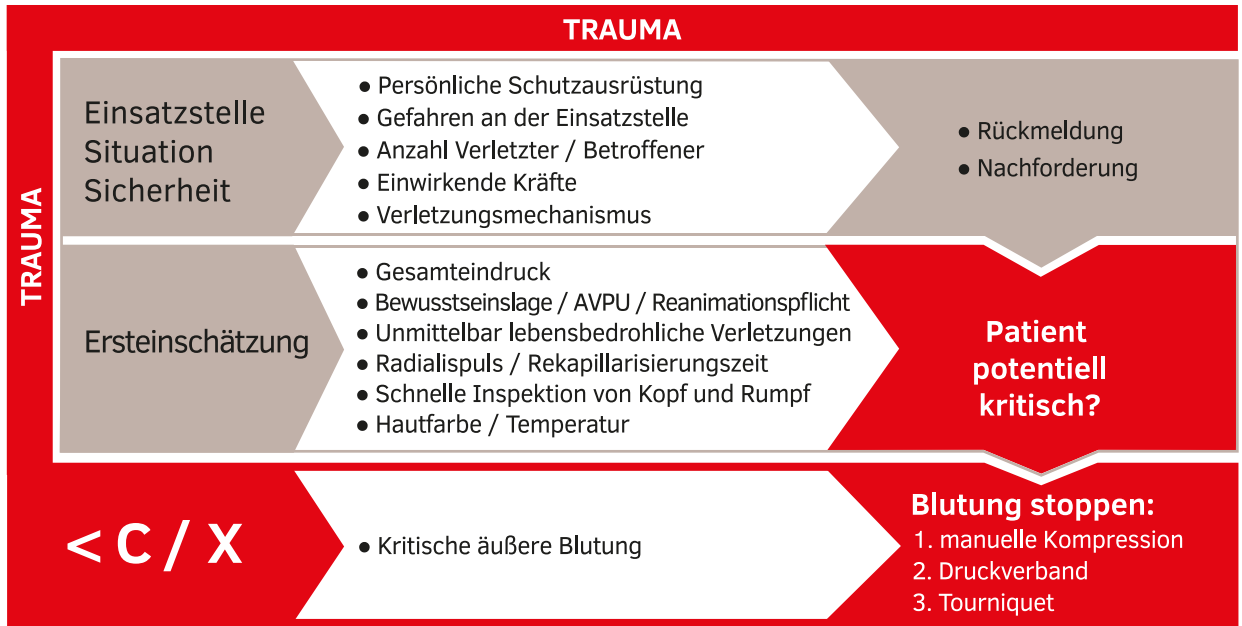 TRAUMA
TRAUMA
Einsatzstelle
Situation
Sicherheit
● Persönliche Schutzausrüstung
● Gefahren an der Einsatzstelle
● Anzahl Verletzter / Betroffener
● Einwirkende Kräfte
● Verletzungsmechanismus
● Rückmeldung
● Nachforderung
Ersteinschätzung
● Gesamteindruck
● Bewusstseinslage / AVPU / Reanimationspflicht
● Unmittelbar lebensbedrohliche Verletzungen
● Radialispuls / Rekapillarisierungszeit
● Schnelle Inspektion von Kopf und Rumpf
● Hautfarbe / Temperatur
Patient
potentiell
kritisch?
< C / X
● Kritische äußere Blutung
Blutung stoppen:
1. manuelle Kompression
2. Druckverband
3. Tourniquet